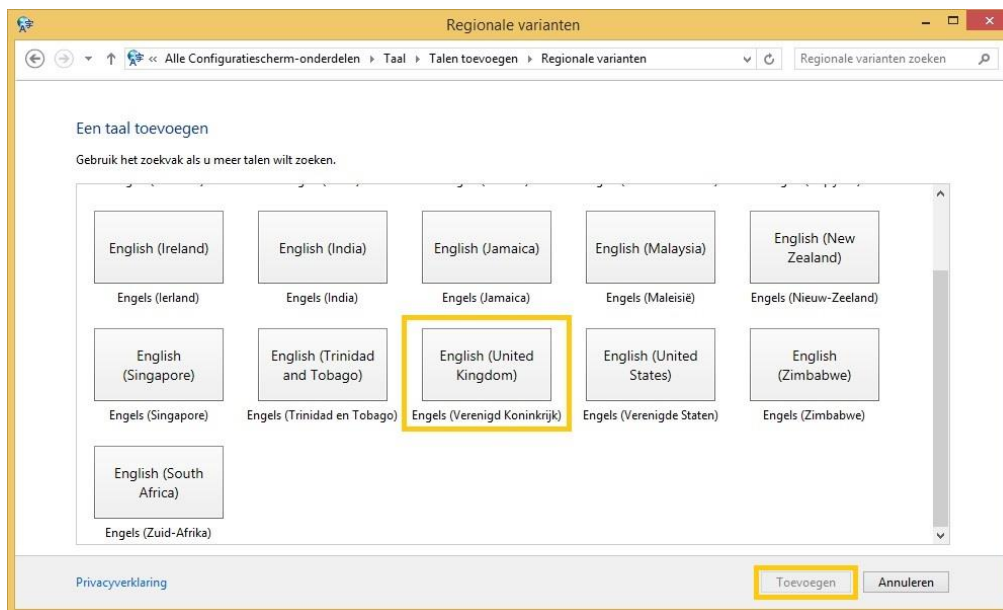 Regionale varianten
« Alle Configuratiescherm-onderdelen ▸ Taal ▸ Talen toevoegen ▸ Regionale varianten
Regionale varianten zoeken
Een taal toevoegen
Gebruik het zoekvak als u meer talen wilt zoeken.
English (Ireland)
English (India)
English (Jamaica)
English (Malaysia)
English (New
Zealand)
Engels (Ierland)
Engels (India)
Engels (Jamaica)
Engels (Maleisië)
Engels (Nieuw-Zeeland)
English
(Singapore)
English (Trinidad
and Tobago)
English (United
Kingdom)
English (United
States)
English
(Zimbabwe)
Engels (Singapore)
Engels (Trinidad en Tobago)
Engels (Verenigd Koninkrijk)
Engels (Verenigde Staten)
Engels (Zimbabwe)
English (South
Africa)
Engels (Zuid-Afrika)
Privacyverklaring
Toevoegen
Annuleren